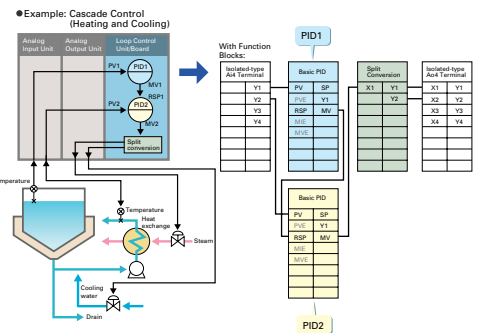 ●Example: Cascade Control
(Heating and Cooling)
Analog
Input Unit
Analog
Output Unit
Loop Control
Unit/Board
PV1
PID1
MV1
RSP1
PV2
PID2
MV2
Split
conversion
mperature
Temperature
Heat
exchange
Steam
Cooling
water
Drain
With Function
Blocks:
PID1
Isolated-type
Ai4 Terminal
Y1
Y2
Y3
Y4
Basic PID
PV SP
PVE Y1
RSP MV
MIE
MVE
Split
Conversion
X1 Y1
Y2
Isolated-type
Ao4 Terminal
X1 Y1
X2 Y2
X3 Y3
X4 Y4
Basic PID
PV SP
PVE Y1
RSP MV
MIE
MVE
PID2